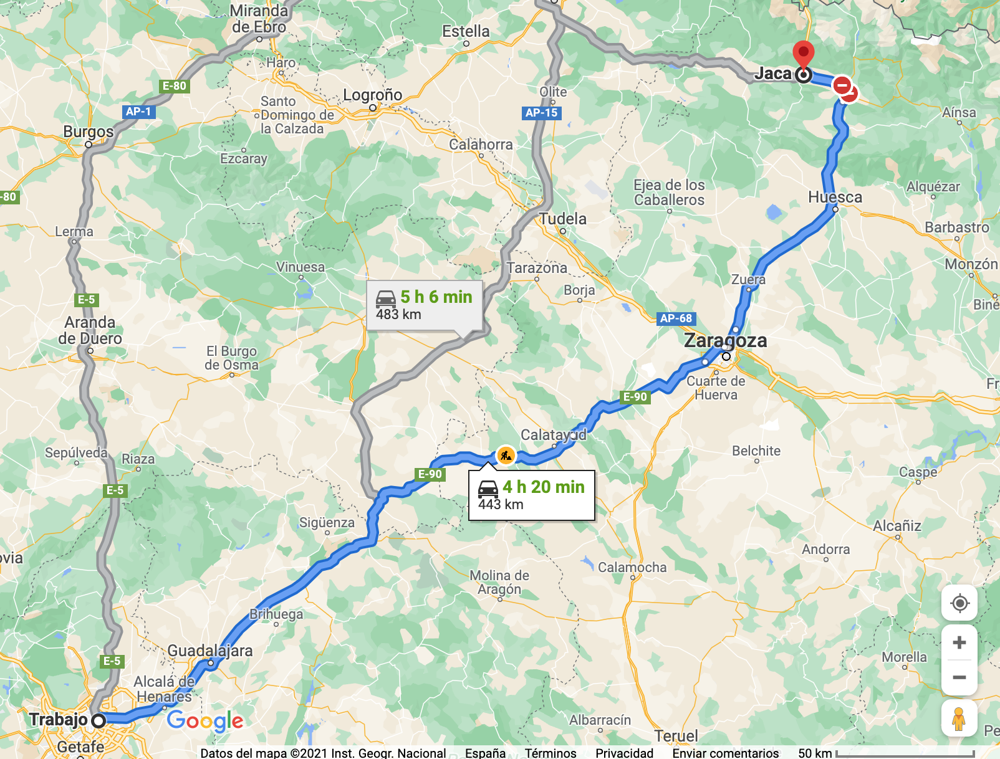 Miranda
de Ebro
Estella
Haro
E-80
Logroño
Olite
Jaca
Santo
Domingo de
la Calzada
AP-1
AP-15
Aínsa
Burgos
Calahorra
Ezcaray
-80
Ejea de los
Caballeros
Alquézar
Huesca
Tudela
Lerma
Barbastro
Vinuesa
Tarazona
Monzón
Zuera
Borja
5 h 6 min
483 km
E-5
Biné
AP-68
Aranda
de Duero
Zaragoza
El Burgo
de Osma
Cuarte de
Huerva
Fr
E-90
Calatayud
Sepúlveda
Riaza
Belchite
E-90
Caspe
4 h 20 min
443 km
E-5
Sigüenza
Alcañiz
ovia
Andorra
Calamocha
Molina de
Aragón
Brihuega
Guadalajara
Morella
E-5
Alcalá de
Henares
Trabajo
Google
Albarracín
Pe
Getafe
Teruel
Datos del mapa ©2021 Inst. Geogr. Nacional España Términos Privacidad Enviar comentarios 50 km